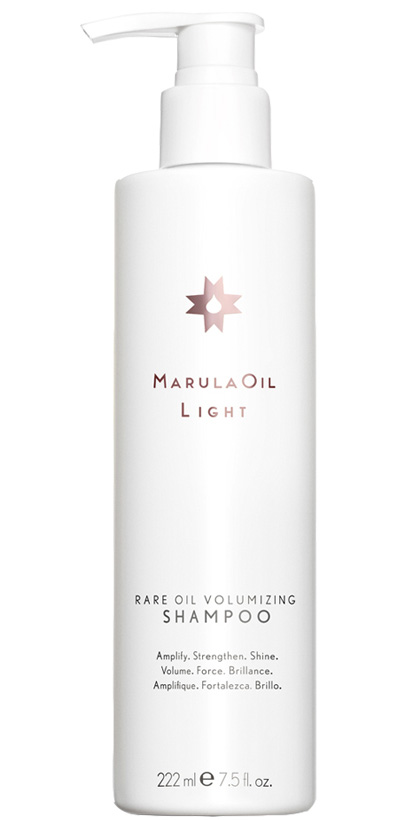 MARULAOIL
LIGHT
RARE OIL VOLUMIZING
SHAMPOO
Amplify. Strengthen. Shine.
Volume. Force. Brillance.
Amplifique. Fortalezca. Brillo.
222 ml e 7.5 fl. oz.